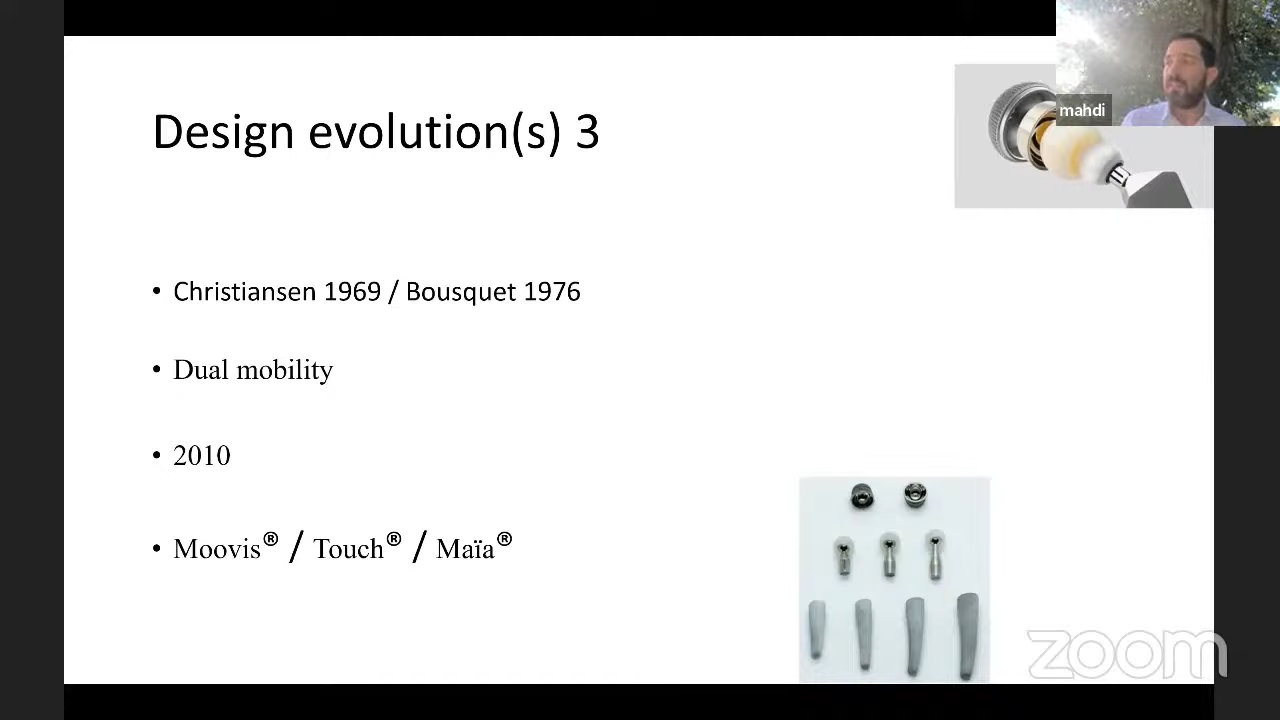 Design evolution(s) 3
mahdi
• Christiansen 1969 / Bousquet 1976
• Dual mobility
• 2010
• Moovis® / Touch® / Maïa®
zoom